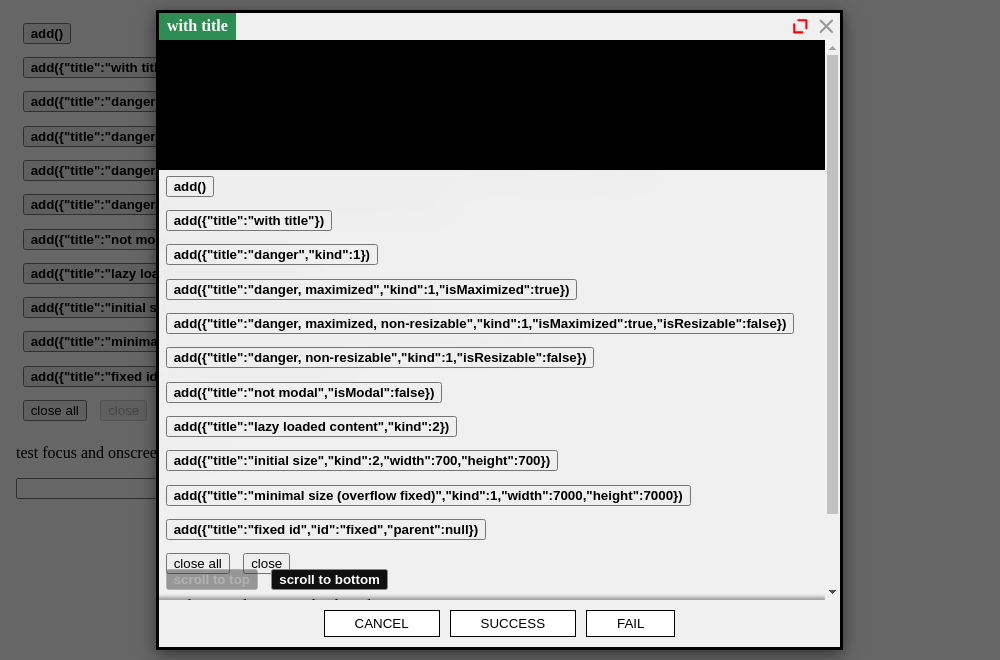 with title
add()
add({"title":"with titl
add({"title":"danger
add({"title":"danger
add({"title":"danger
add({"title":"danger
add({"title":"not mo
add({"title":"lazy loa
add({"title":"initial s
add({"title":"minima
add({"title":"fixed id
close all close
test focus and onscree
add()
add({"title":"with title"})
add({"title":"danger","kind":1})
add({"title":"danger, maximized","kind":1,"isMaximized":true})
add({"title":"danger, maximized, non-resizable","kind":1,"isMaximized":true,"isResizable":false})
add({"title":"danger, non-resizable","kind":1,"isResizable":false})
add({"title":"not modal","isModal":false})
add({"title":"lazy loaded content","kind":2})
add({"title":"initial size","kind":2,"width":700,"height":700})
add({"title":"minimal size (overflow fixed)","kind":1,"width":7000,"height":7000})
add({"title":"fixed id","id":"fixed","parent":null})
close all close
scroll to top scroll to bottom
CANCEL SUCCESS FAIL